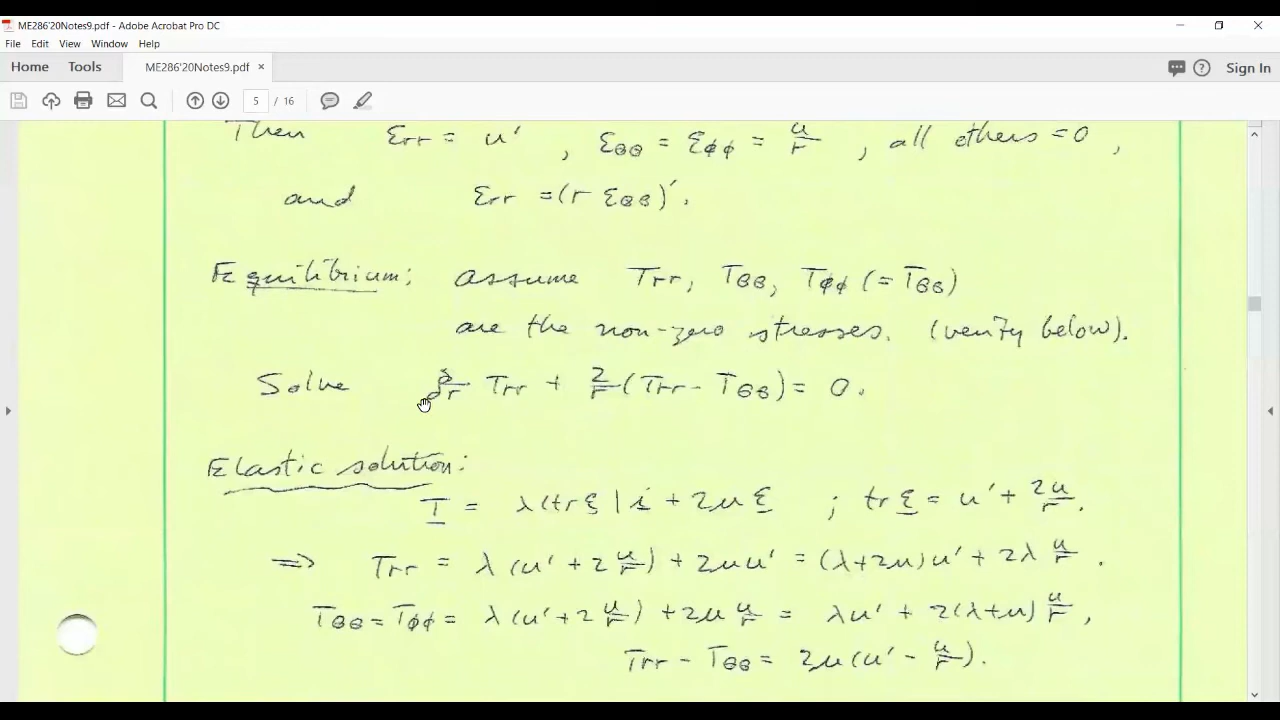 ME286'20Notes9.pdf - Adobe Acrobat Pro DC
File Edit View Window Help
Home Tools ME286'20Notes9.pdf × Sign In
5 / 16
Then εrr = u' , εθθ = εφφ = u/r , all others = 0 ,
and εrr = (r εθθ)' .
Equilibrium: assume Trr, Tθθ, Tφφ (= Tθθ)
are the non-zero stresses. (verify below).
Solve ∂/∂r Trr + 2/r (Trr - Tθθ) = 0 .
Elastic solution:
T = λ(tr ε) i + 2μ ε ; tr ε = u' + 2u/r .
⇒ Trr = λ(u' + 2 u/r) + 2μu' = (λ+2μ)u' + 2λ u/r .
Tθθ = Tφφ = λ(u' + 2 u/r) + 2μ u/r = λu' + 2(λ+μ) u/r ,
Trr - Tθθ = 2μ(u' - u/r) .